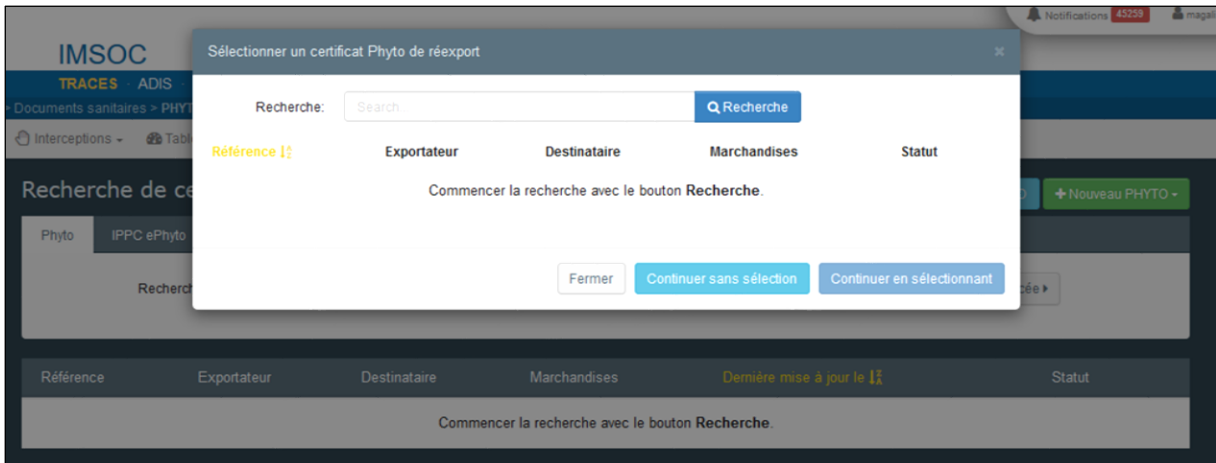 Notifications 45259 magali
IMSOC
Sélectionner un certificat Phyto de réexport ×
TRACES · ADIS ·
Documents sanitaires > PHYT
Recherche: Search... Recherche
Interceptions
Référence Exportateur Destinataire Marchandises Statut
Commencer la recherche avec le bouton Recherche.
Recherche de ce
+ Nouveau PHYTO
Phyto IPPC ePhyto
Fermer Continuer sans sélection Continuer en sélectionnant
Référence Exportateur Destinataire Marchandises Dernière mise à jour le Statut
Commencer la recherche avec le bouton Recherche.